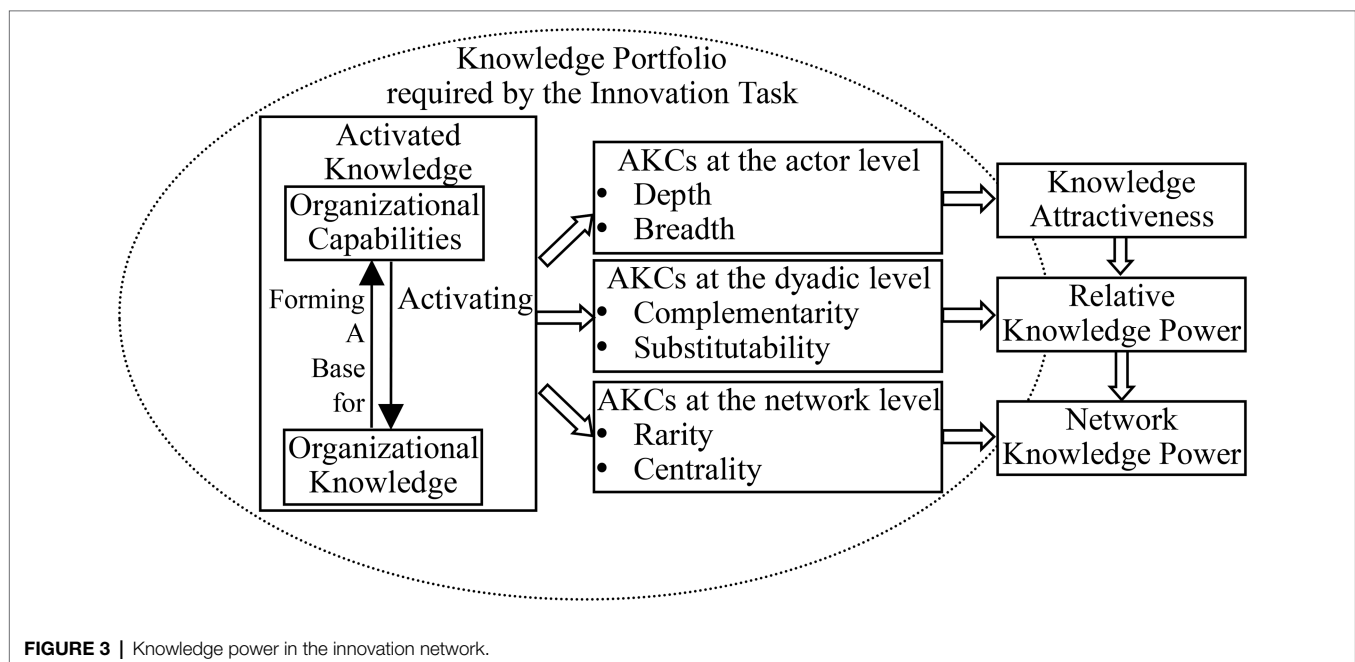 Knowledge Portfolio
required by the Innovation Task
Activated
Knowledge
Organizational
Capabilities
Forming
A
Base
for
Activating
Organizational
Knowledge
AKCs at the actor level
• Depth
• Breadth
AKCs at the dyadic level
• Complementarity
• Substitutability
AKCs at the network level
• Rarity
• Centrality
Knowledge
Attractiveness
Relative
Knowledge Power
Network
Knowledge Power
FIGURE 3 | Knowledge power in the innovation network.